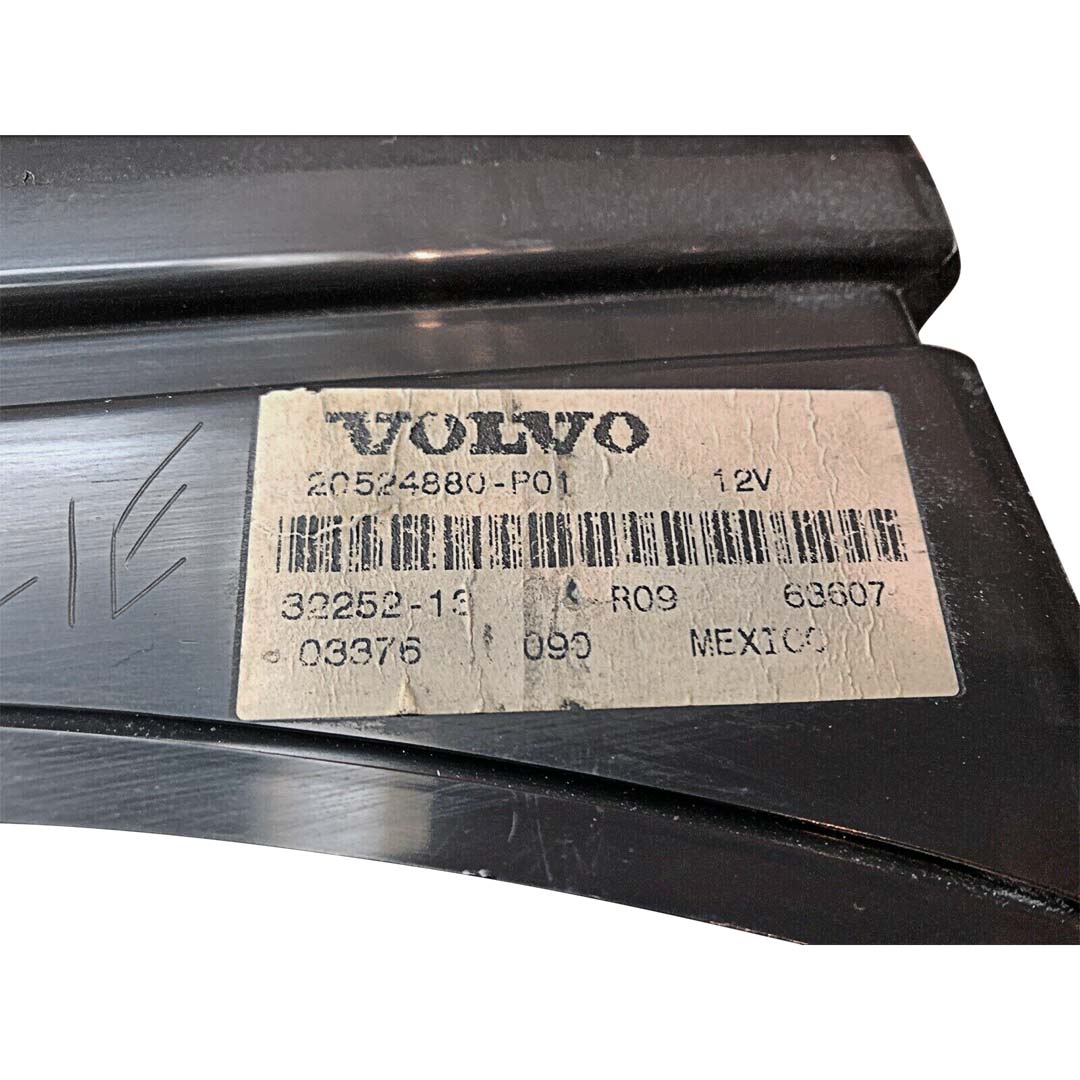 VOLVO
20524880-P01 12V
32252-13 R09 63607
03376 090 MEXICO